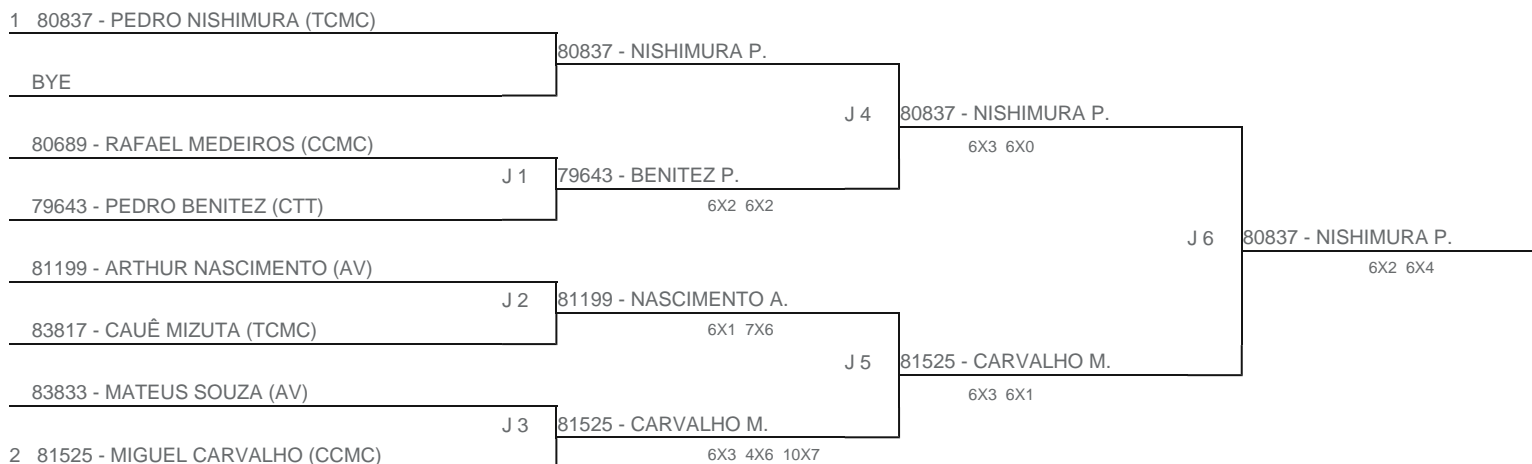 1 80837 - PEDRO NISHIMURA (TCMC)
80837 - NISHIMURA P.
BYE
J 4
80837 - NISHIMURA P.
80689 - RAFAEL MEDEIROS (CCMC)
6X3 6X0
J 1
79643 - BENITEZ P.
79643 - PEDRO BENITEZ (CTT)
6X2 6X2
J 6
80837 - NISHIMURA P.
81199 - ARTHUR NASCIMENTO (AV)
6X2 6X4
J 2
81199 - NASCIMENTO A.
83817 - CAUÊ MIZUTA (TCMC)
6X1 7X6
J 5
81525 - CARVALHO M.
83833 - MATEUS SOUZA (AV)
6X3 6X1
J 3
81525 - CARVALHO M.
2 81525 - MIGUEL CARVALHO (CCMC)
6X3 4X6 10X7